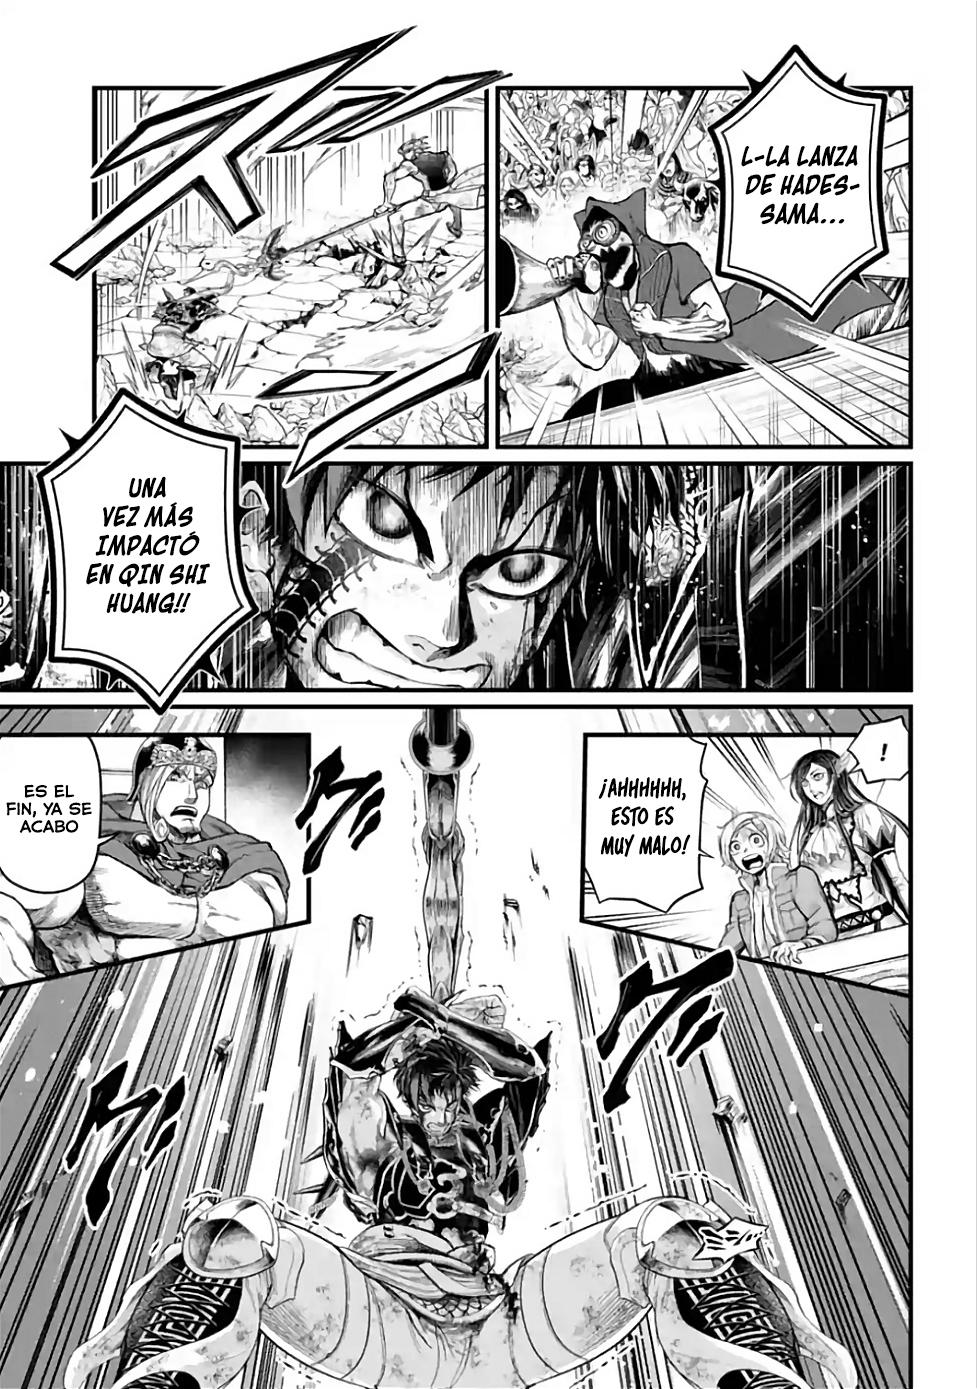 L-LA LANZA
DE HADES-
SAMA...
UNA
VEZ MÁS
IMPACTÓ
EN QIN SHI
HUANG!!
ES EL
FIN, YA SE
ACABO
¡AHHHHHH,
ESTO ES
MUY MALO!
!